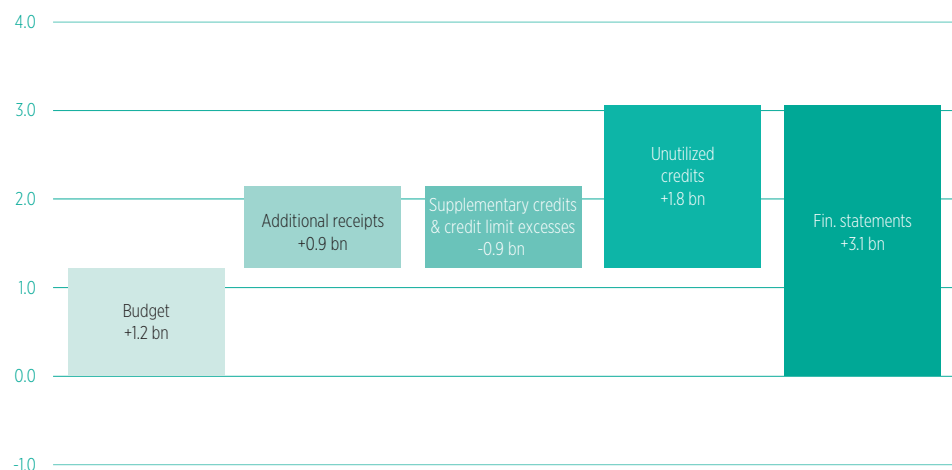 4.0
3.0
2.0
1.0
0.0
-1.0
Budget
+1.2 bn
Additional receipts
+0.9 bn
Supplementary credits
& credit limit excesses
-0.9 bn
Unutilized
credits
+1.8 bn
Fin. statements
+3.1 bn